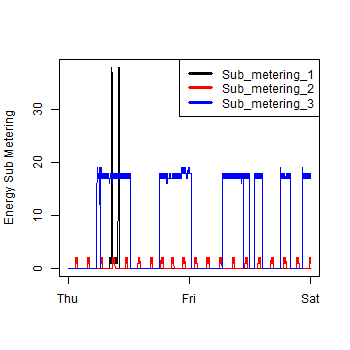 Sub_metering_1
Sub_metering_2
Sub_metering_3
Energy Sub Metering
30
20
10
0
Thu
Fri
Sat